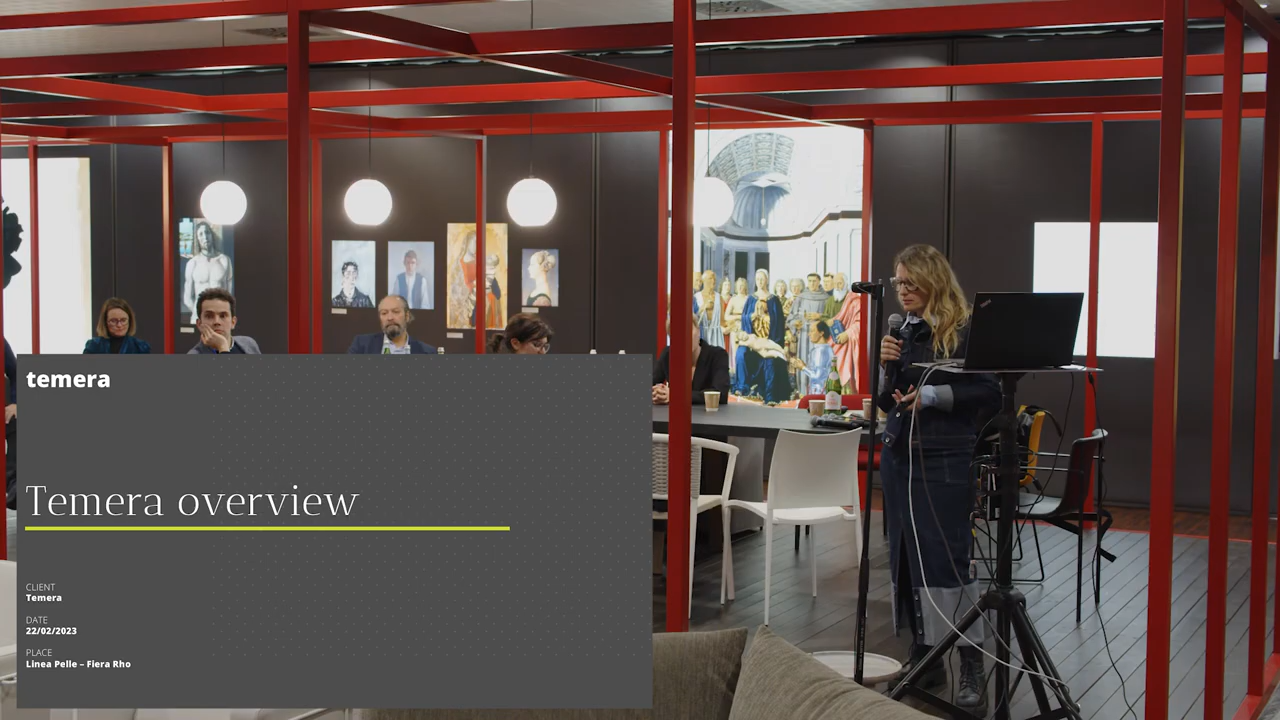 temera
Temera overview
CLIENT
Temera
DATE
22/02/2023
PLACE
Linea Pelle – Fiera Rho